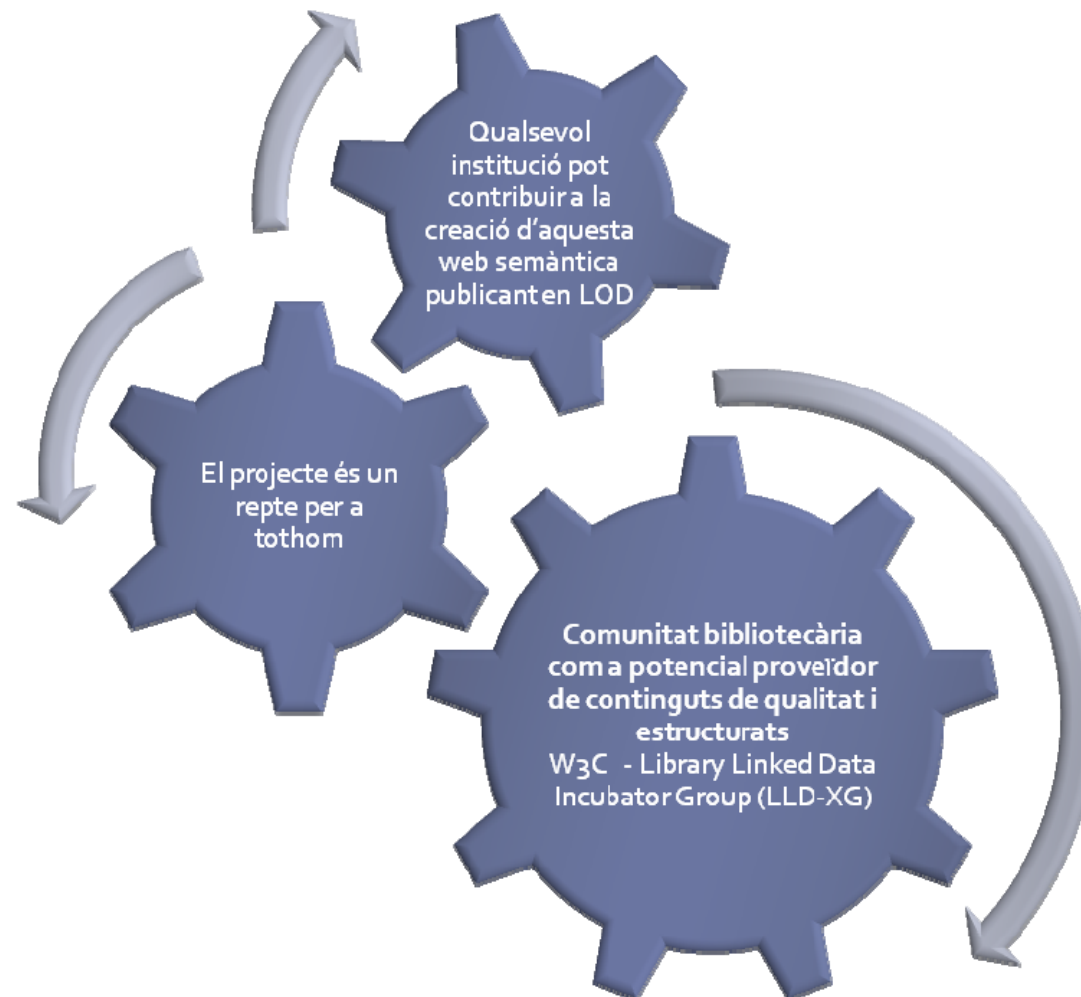 Qualsevol
institució pot
contribuir a la
creació d'aquesta
web semàntica
publicant en LOD
El projecte és un
repte per a
tothom
Comunitat bibliotecària
com a potencial proveïdor
de continguts de qualitat i
estructurats
W3C - Library Linked Data
Incubator Group (LLD-XG)